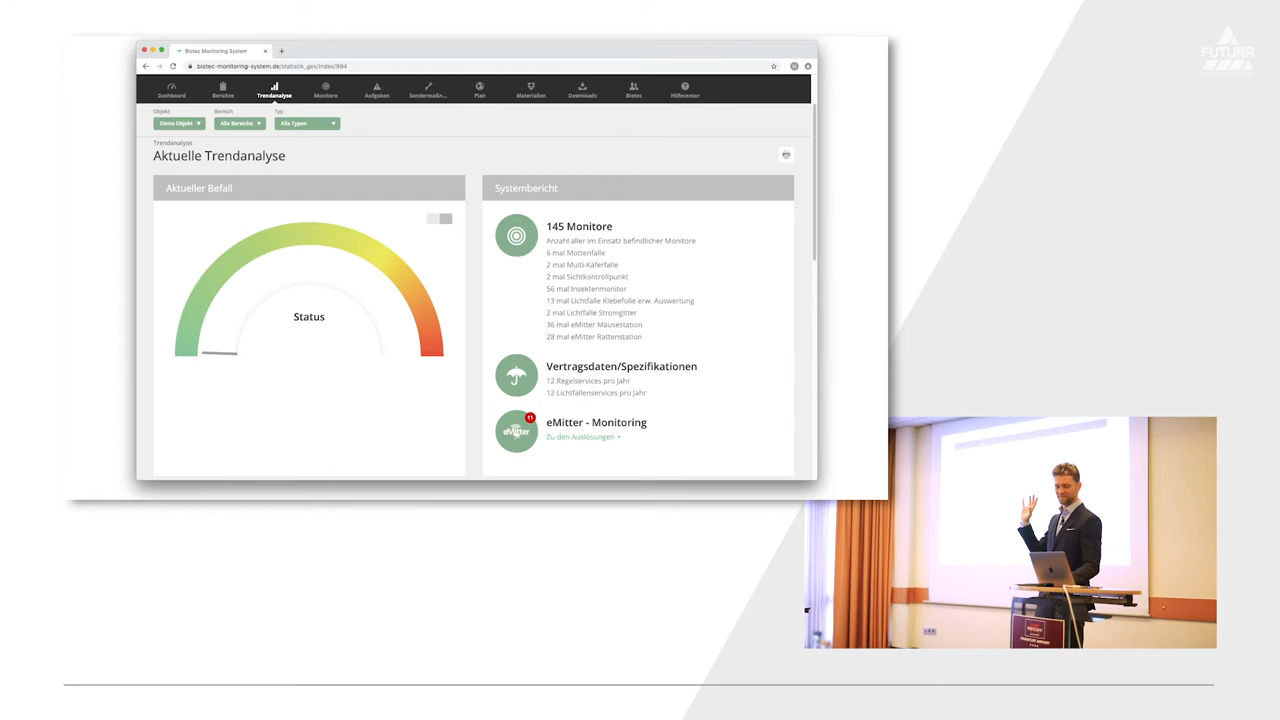 FUTURA
Biotec Monitoring System
biotec-monitoring-system.de/statistik_ges/index/994
Dashboard
Berichte
Trendanalyse
Monitore
Aufgaben
Sondermaßn...
Plan
Materialien
Downloads
Biotec
Hilfecenter
Objekt
Bereich
Typ
Demo Objekt
Alle Bereiche
Alle Typen
Trendanalyse
Aktuelle Trendanalyse
Aktueller Befall
Status
Systembericht
145 Monitore
Anzahl aller im Einsatz befindlicher Monitore
6 mal Mottenfalle
2 mal Multi-Käferfalle
2 mal Sichtkontrollpunkt
56 mal Insektenmonitor
13 mal Lichtfalle Klebefolie erw. Auswertung
2 mal Lichtfalle Stromgitter
36 mal eMitter Mäusestation
28 mal eMitter Rattenstation
Vertragsdaten/Spezifikationen
12 Regelservices pro Jahr
12 Lichtfallenservices pro Jahr
11
eMitter
eMitter - Monitoring
Zu den Auslösungen